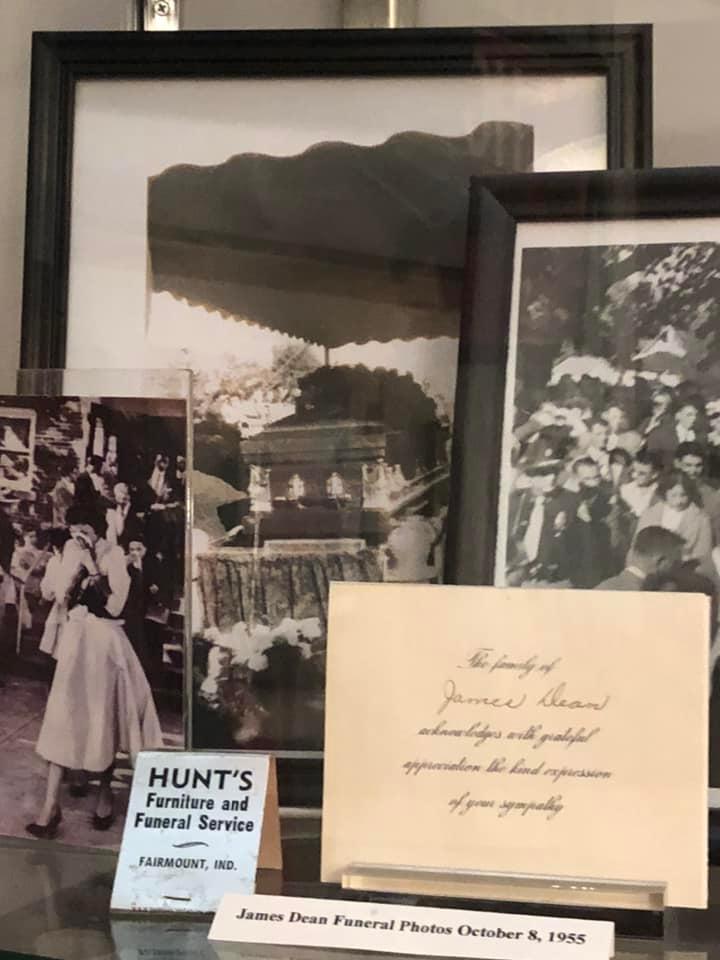 The family of
James Dean
acknowledges with grateful
appreciation the kind expression
of your sympathy
HUNT'S
Furniture and
Funeral Service
FAIRMOUNT, IND.
James Dean Funeral Photos October 8, 1955